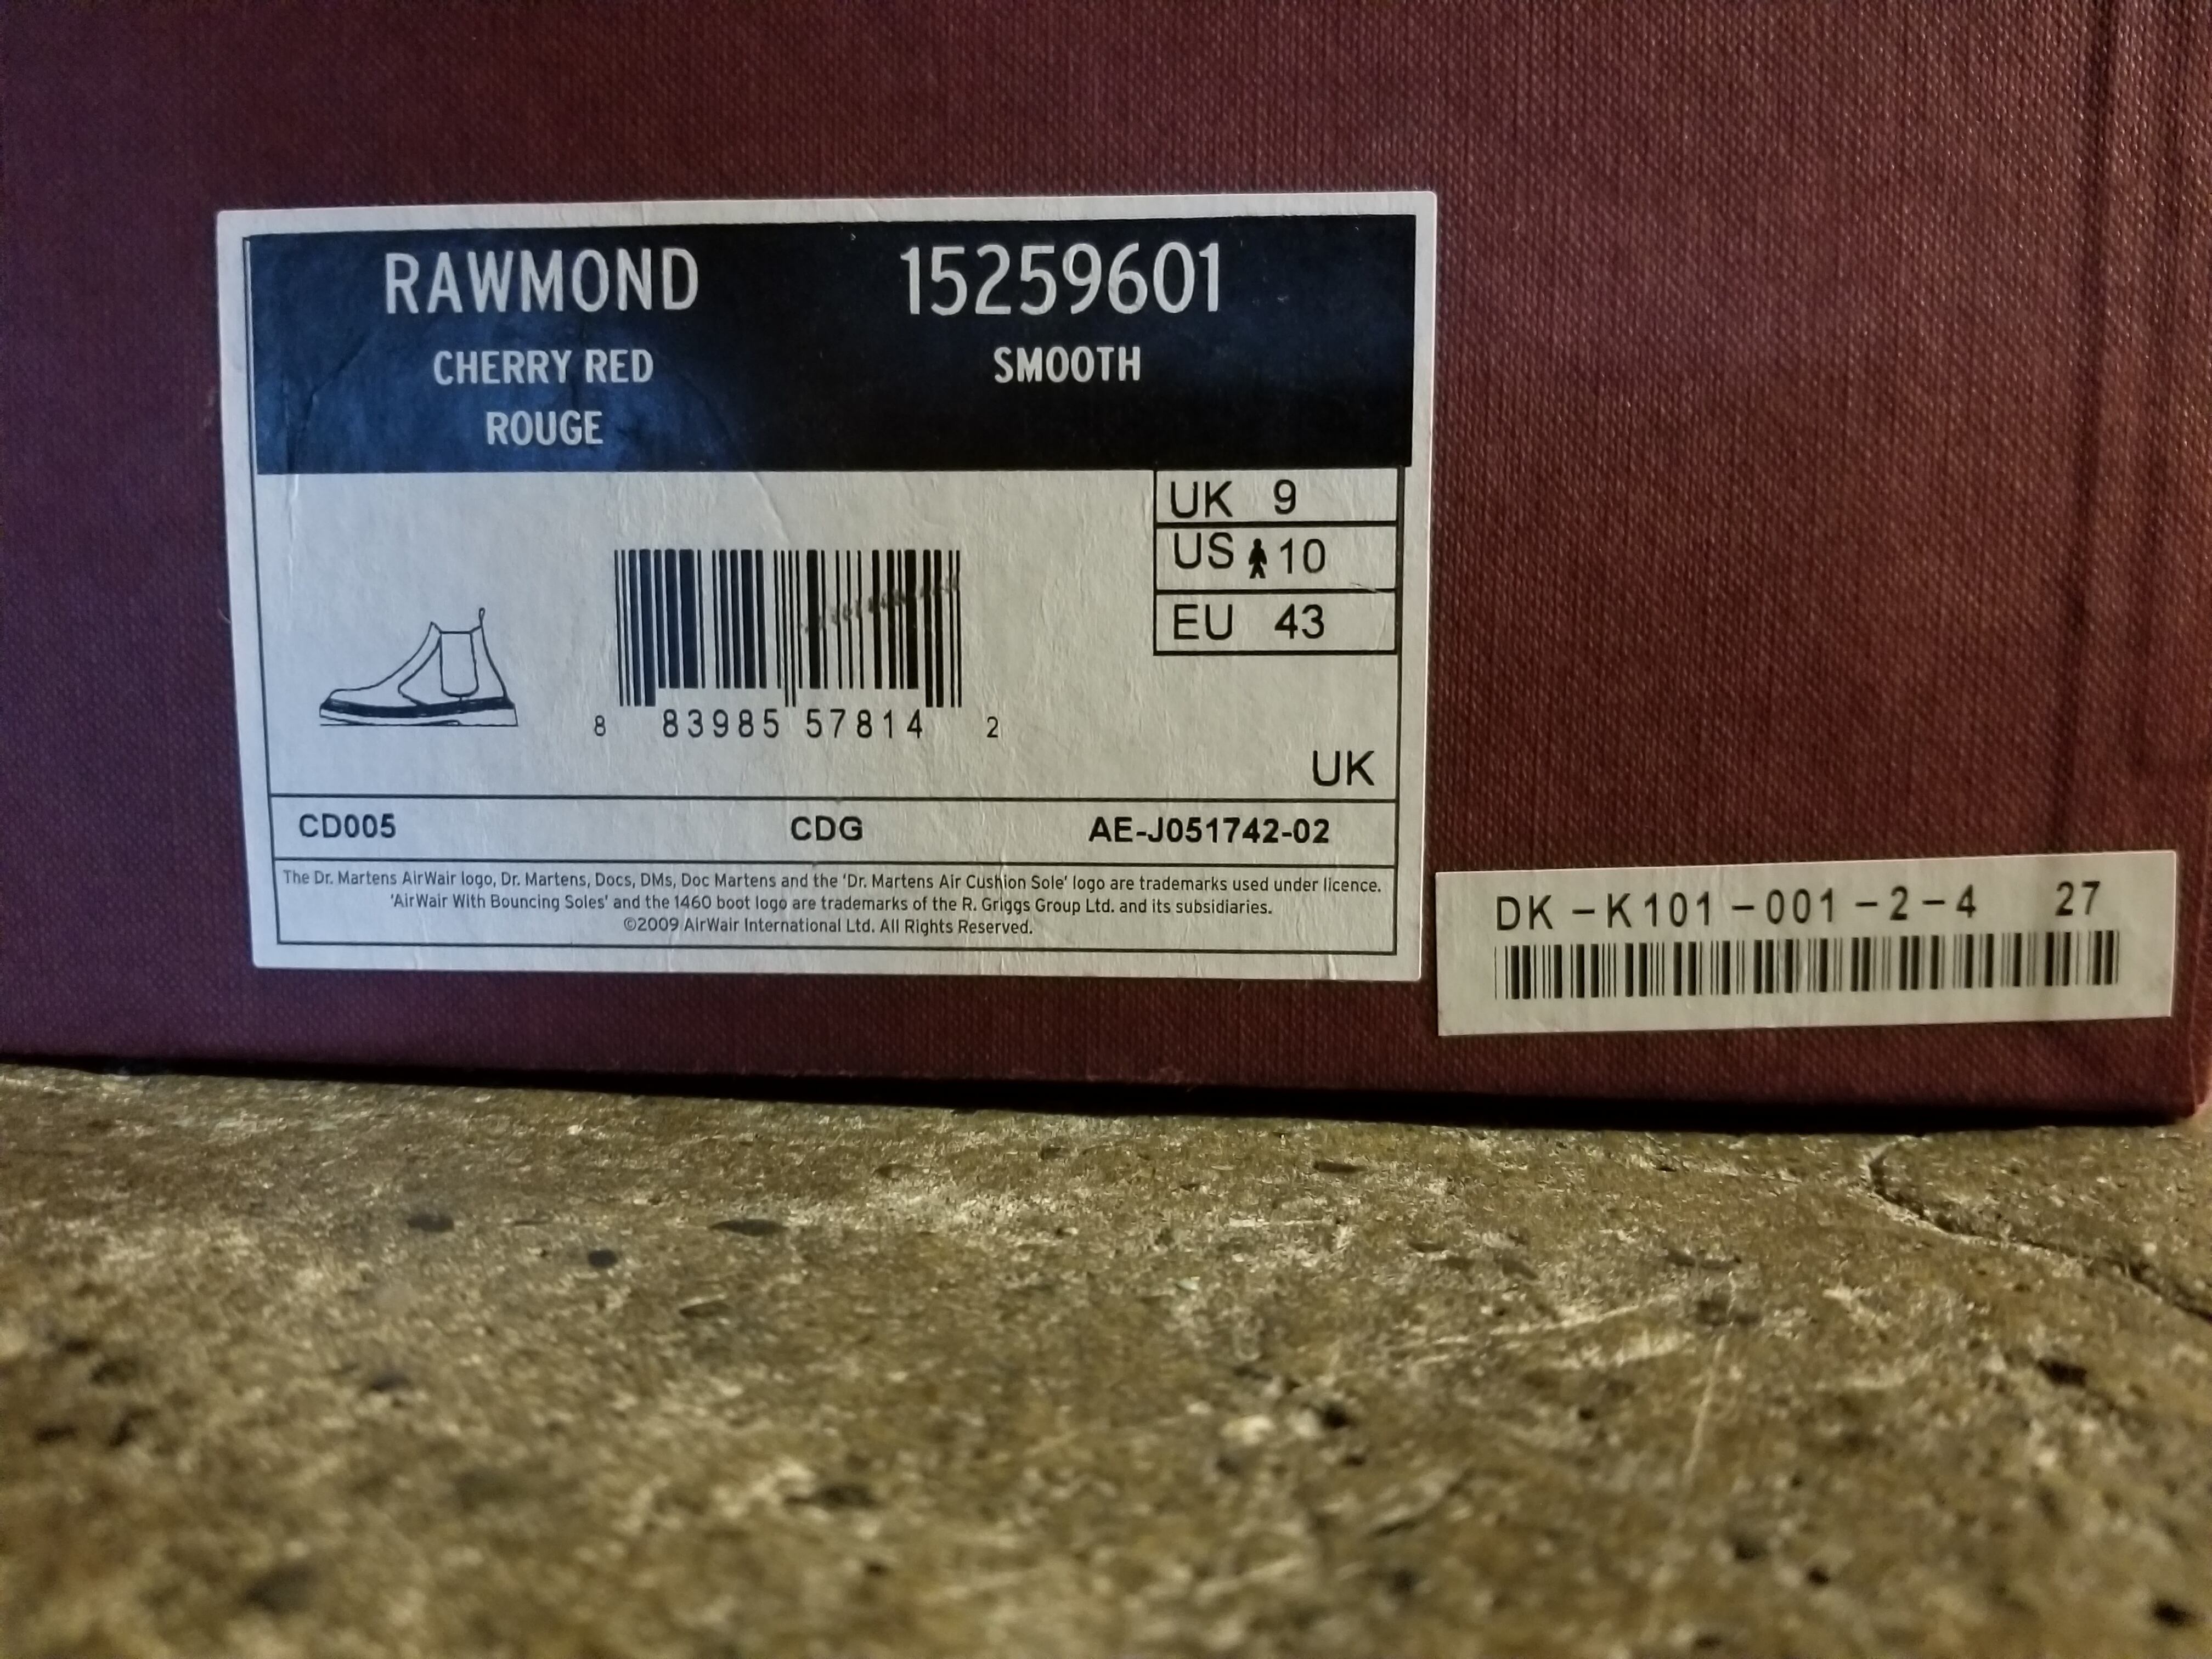 RAWMOND 15259601
CHERRY RED SMOOTH
ROUGE
UK 9
US 10
EU 43
8 83985 57814 2
UK
CD005 CDG AE-J051742-02
The Dr. Martens AirWair logo, Dr. Martens, Docs, DMs, Doc Martens and the 'Dr. Martens Air Cushion Sole' logo are trademarks used under licence.
'AirWair With Bouncing Soles' and the 1460 boot logo are trademarks of the R. Griggs Group Ltd. and its subsidiaries.
©2009 AirWair International Ltd. All Rights Reserved.
DK-K101-001-2-4 27